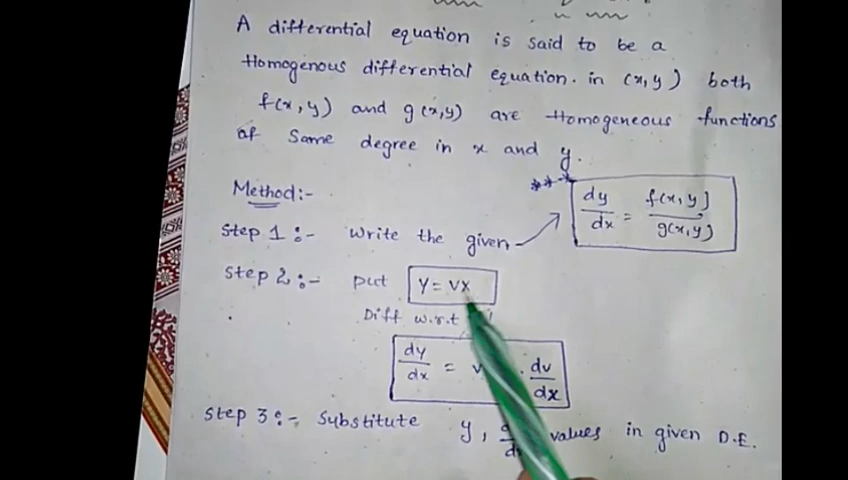 A differential equation is said to be a
Homogenous differential equation. in (x,y) both
f(x,y) and g(x,y) are Homogeneous functions
of Same degree in x and y.
Method:-
*** dy/dx = f(x,y)/g(x,y)
Step 1:- Write the given
Step 2:- put y = vx
Diff w.r.t
dy/dx = v . dv/dx
Step 3:- Substitute y, values in given D.E.